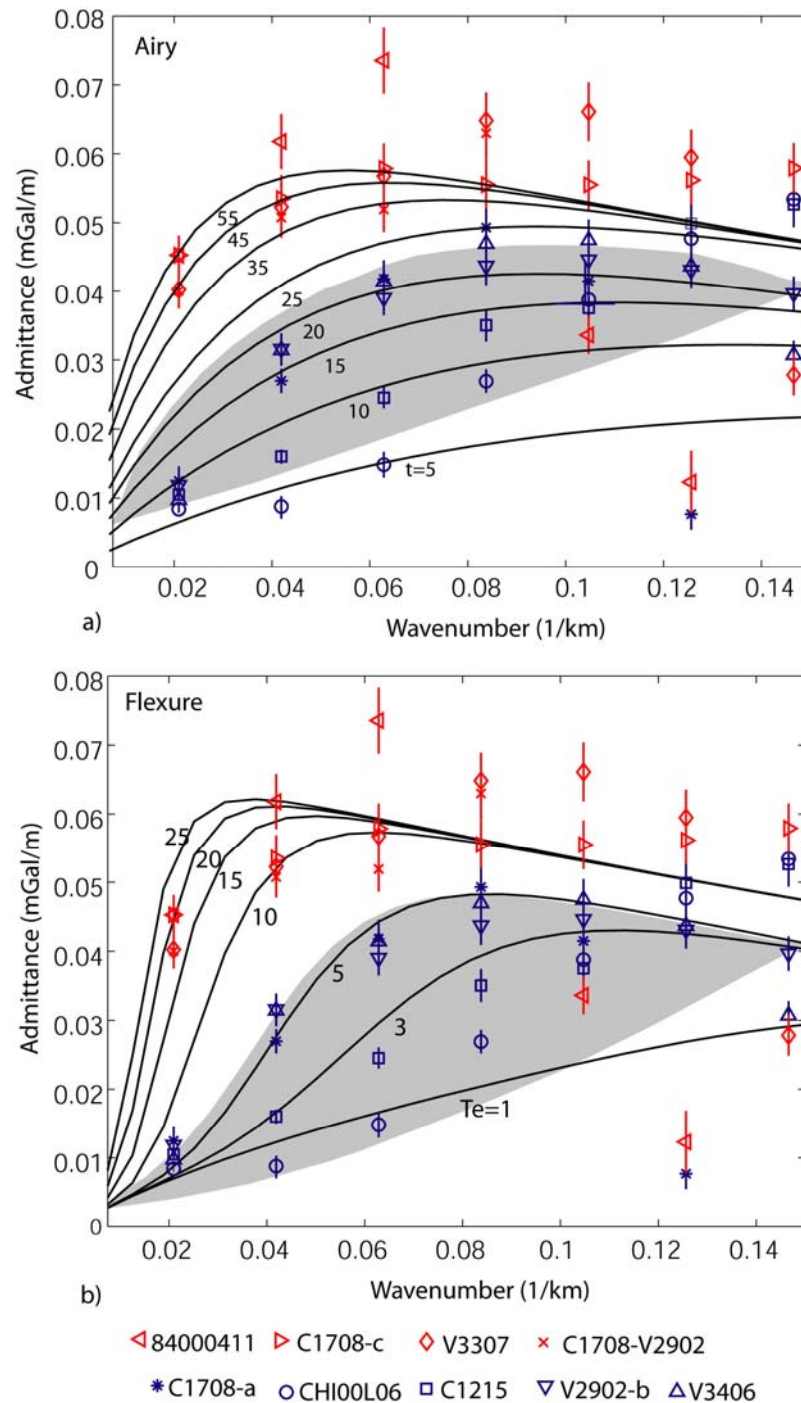 0.08
Airy
0.07
0.06
0.05
0.04
0.03
0.02
0.01
0
Admittance (mGal/m)
55
45
35
25
20
15
10
t=5
0.02 0.04 0.06 0.08 0.1 0.12 0.14
a)
Wavenumber (1/km)
0.08
Flexure
0.07
0.06
0.05
0.04
0.03
0.02
0.01
0
Admittance (mGal/m)
25
20
15
10
5
3
Te=1
0.02 0.04 0.06 0.08 0.1 0.12 0.14
b)
Wavenumber (1/km)
84000411 C1708-c V3307 C1708-V2902
C1708-a CHI00L06 C1215 V2902-b V3406